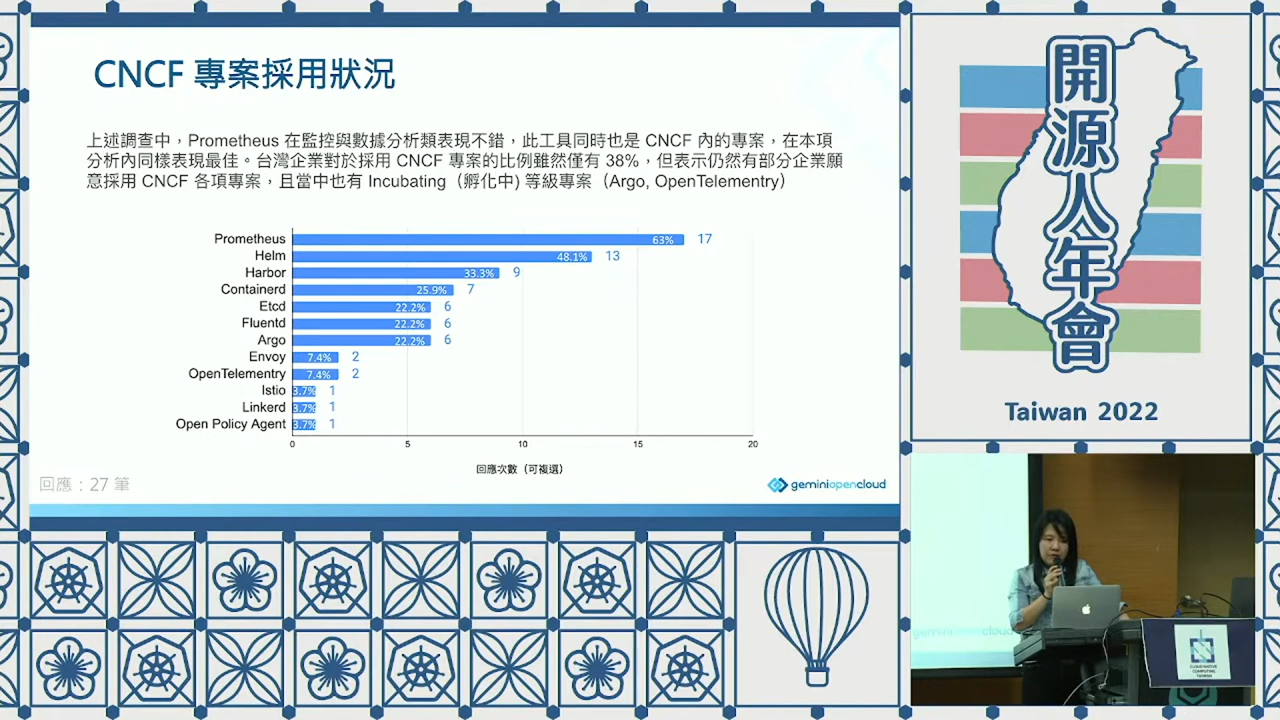 CNCF 專案採用狀況
上述調查中，Prometheus 在監控與數據分析類表現不錯，此工具同時也是 CNCF 內的專案，在本項
分析內同樣表現最佳。台灣企業對於採用 CNCF 專案的比例雖然僅有 38%，但表示仍然有部分企業願
意採用 CNCF 各項專案，且當中也有 Incubating（孵化中) 等級專案（Argo, OpenTelementry）
Prometheus 63% 17
Helm 48.1% 13
Harbor 33.3% 9
Containerd 25.9% 7
Etcd 22.2% 6
Fluentd 22.2% 6
Argo 22.2% 6
Envoy 7.4% 2
OpenTelementry 7.4% 2
Istio 3.7% 1
Linkerd 3.7% 1
Open Policy Agent 3.7% 1
0 5 10 15 20
回應次數（可複選）
回應：27 筆
geminiopencloud
開源人年會
Taiwan 2022
geminiopencloud
CLOUD NATIVE
COMPUTING
TAIWAN